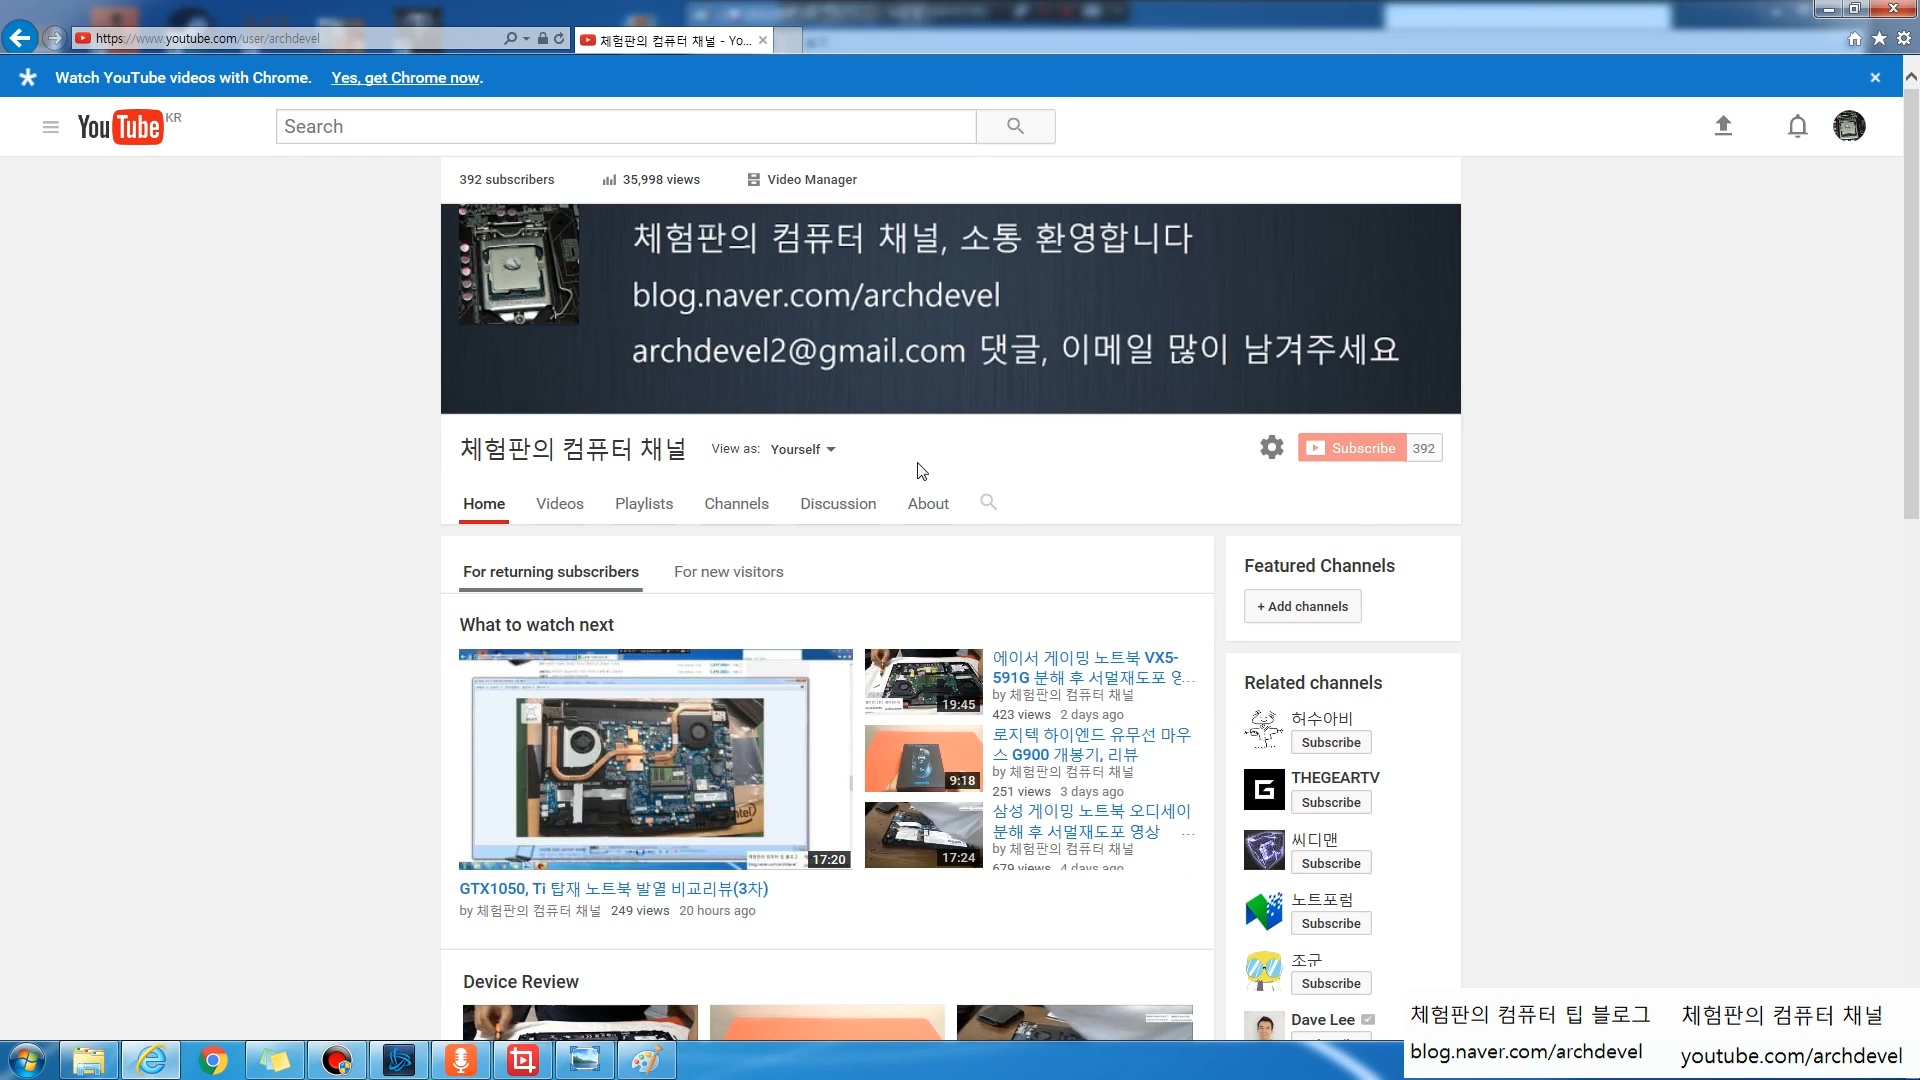 https://www.youtube.com/user/archdevel
체험판의 컴퓨터 채널 - Yo...
Watch YouTube videos with Chrome. Yes, get Chrome now.
YouTube KR
Search
392 subscribers
35,998 views
Video Manager
체험판의 컴퓨터 채널, 소통 환영합니다
blog.naver.com/archdevel
archdevel2@gmail.com 댓글, 이메일 많이 남겨주세요
체험판의 컴퓨터 채널
View as: Yourself
Subscribe 392
Home Videos Playlists Channels Discussion About
For returning subscribers
For new visitors
What to watch next
17:20
GTX1050, Ti 탑재 노트북 발열 비교리뷰(3차)
by 체험판의 컴퓨터 채널 249 views 20 hours ago
19:45
에이서 게이밍 노트북 VX5-
591G 분해 후 서멀재도포 영...
by 체험판의 컴퓨터 채널
423 views 2 days ago
9:18
로지텍 하이엔드 유무선 마우
스 G900 개봉기, 리뷰
by 체험판의 컴퓨터 채널
251 views 3 days ago
17:24
삼성 게이밍 노트북 오디세이
분해 후 서멀재도포 영상 ...
by 체험판의 컴퓨터 채널
679 views 4 days ago
Device Review
Featured Channels
+ Add channels
Related channels
허수아비
Subscribe
THEGEARTV
Subscribe
씨디맨
Subscribe
노트포럼
Subscribe
조군
Subscribe
Dave Lee
체험판의 컴퓨터 팁 블로그
blog.naver.com/archdevel
체험판의 컴퓨터 채널
youtube.com/archdevel